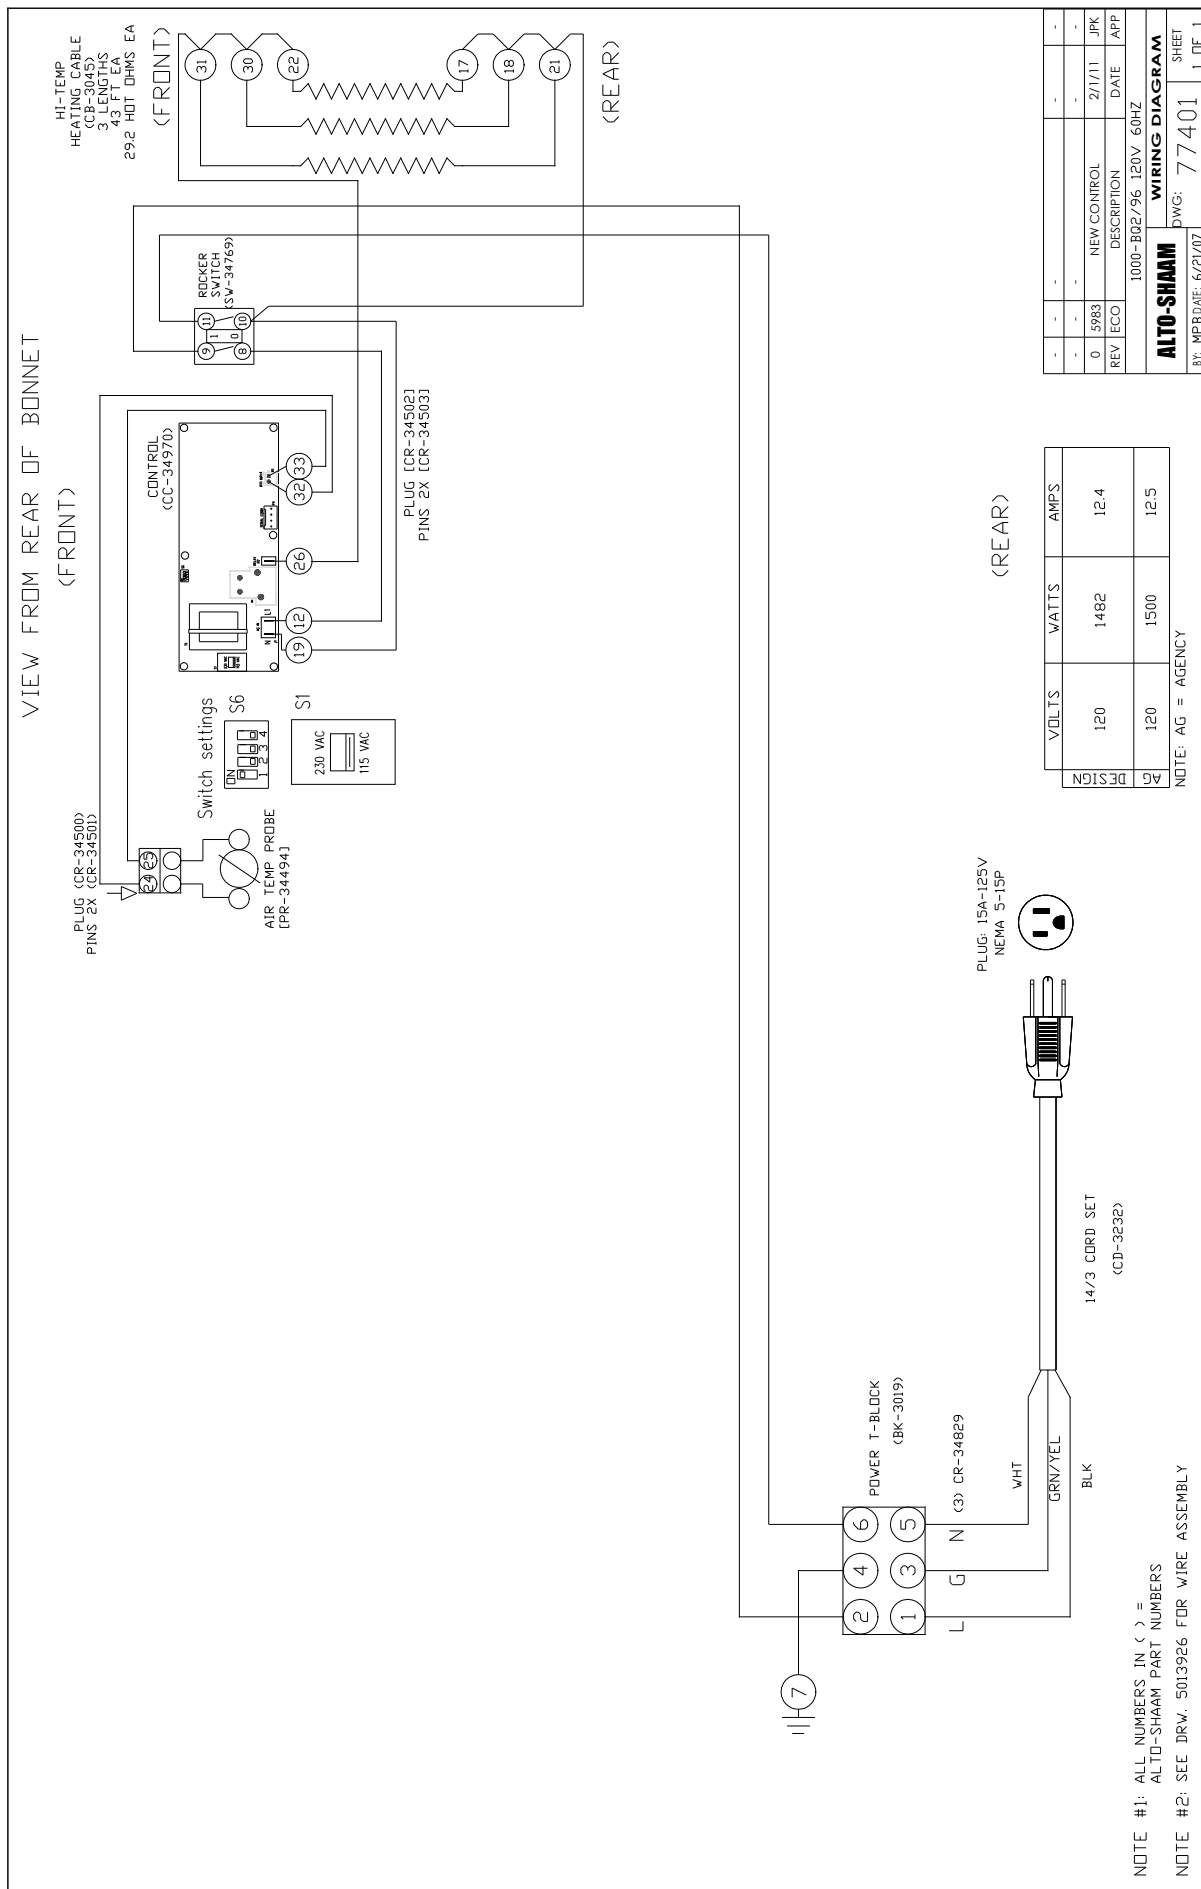 VIEW FROM REAR OF BONNET
(FRONT)
HI-TEMP
HEATING CABLE
(CB-3045)
3 LENGTHS
43 FT EA
29.2 HOT OHMS EA
(FRONT)
31
30
22
17
18
21
(REAR)
ROCKER
SWITCH
(SW-34769)
11
10
1
0
9
8
CONTROL
(CC-34970)
N
L1
19
12
26
32
33
PLUG [CR-34502]
PINS 2X [CR-34503]
Switch settings
S6
ON
1 2 3 4
S1
230 VAC
115 VAC
PLUG (CR-34500)
PINS 2X (CR-34501)
24
25
AIR TEMP PROBE
[PR-34494]
(REAR)
VOLTS WATTS AMPS
DESIGN 120 1482 12.4
AG 120 1500 12.5
NOTE: AG = AGENCY
PLUG: 15A-125V
NEMA 5-15P
14/3 CORD SET
(CD-3232)
POWER T-BLOCK
(BK-3019)
2 4 6
1 3 5
L G N
(3) CR-34829
WHT
GRN/YEL
BLK
7
NOTE #1: ALL NUMBERS IN ( ) =
ALTO-SHAAM PART NUMBERS
NOTE #2: SEE DRW. 5013926 FOR WIRE ASSEMBLY
- - - - -
- - - - -
0 5983 NEW CONTROL 2/1/11 JPK
REV ECO DESCRIPTION DATE APP
1000-BQ2/96 120V 60HZ
ALTO-SHAAM
WIRING DIAGRAM
BY: MPB DATE: 6/21/07
DWG: 77401
SHEET
1 OF 1